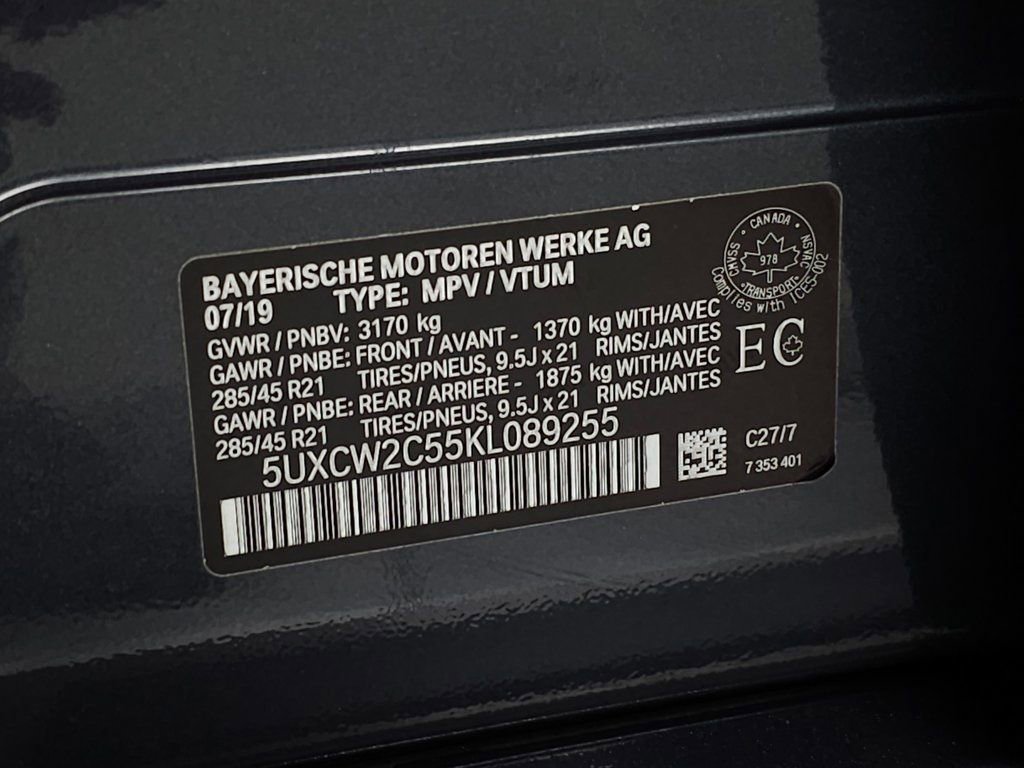 BAYERISCHE MOTOREN WERKE AG
07/19 TYPE: MPV / VTUM
GVWR / PNBV: 3170 kg
GAWR / PNBE: FRONT / AVANT - 1370 kg WITH/AVEC
285/45 R21 TIRES/PNEUS, 9.5J x 21 RIMS/JANTES
GAWR / PNBE: REAR / ARRIERE - 1875 kg WITH/AVEC
285/45 R21 TIRES/PNEUS, 9.5J x 21 RIMS/JANTES
5UXCW2C55KL089255
CANADA
CMVSS
978
NSVAC
TRANSPORT
Complies with ICES-002
EC
C27/7
7 353 401